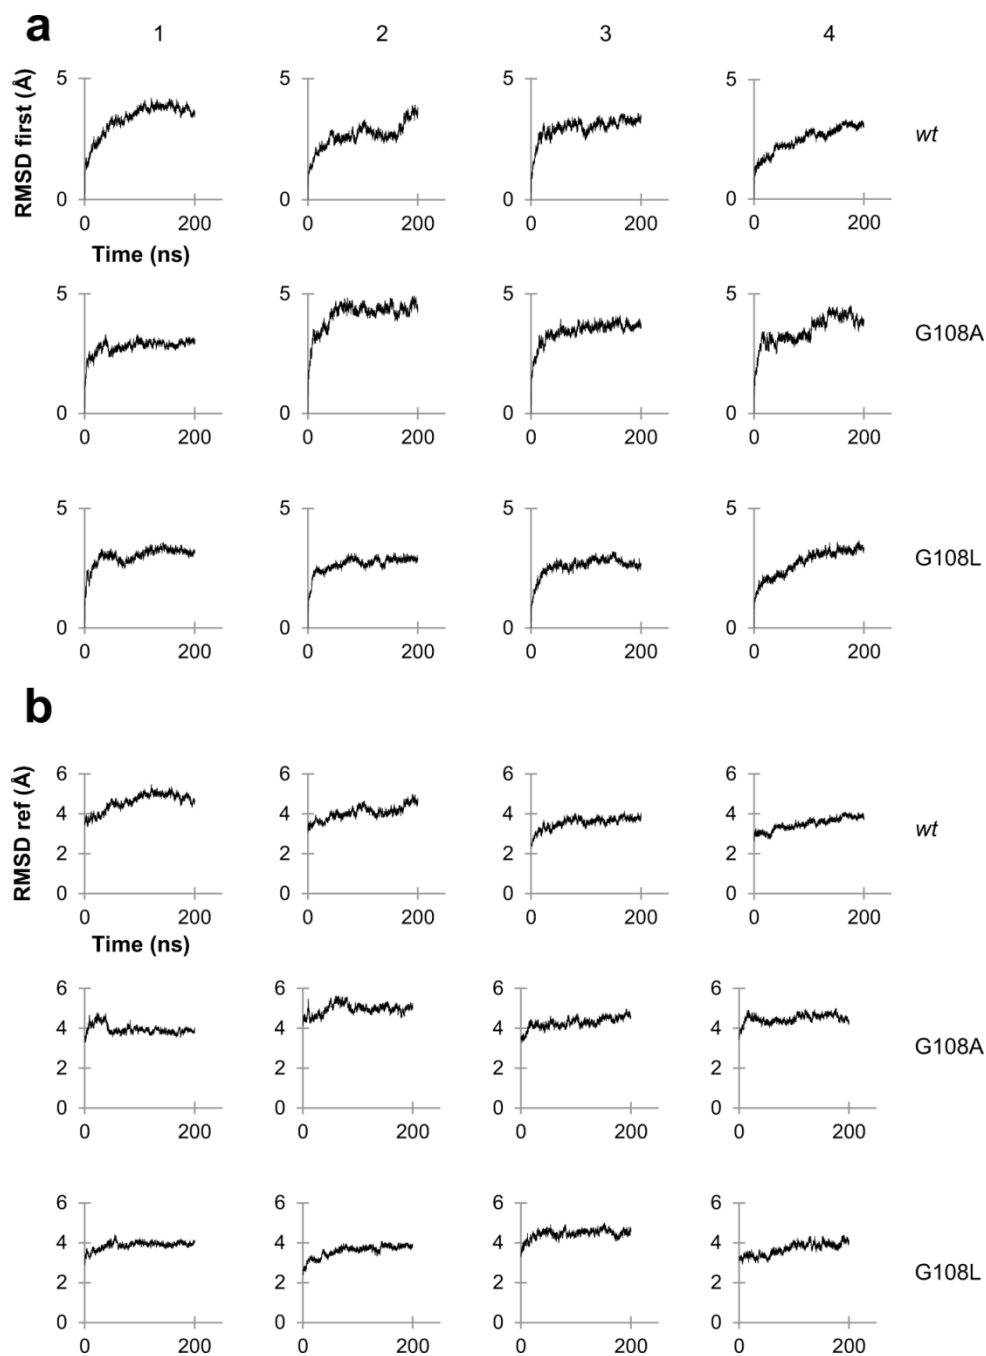 a
1 2 3 4
RMSD first (Å)
5 5 5 5
wt
0 0 0 0
0 200 0 200 0 200 0 200
Time (ns)
5 5 5 5
G108A
0 0 0 0
0 200 0 200 0 200 0 200
5 5 5 5
G108L
0 0 0 0
0 200 0 200 0 200 0 200
b
RMSD ref (Å)
6 6 6 6
4 4 4 4
wt
2 2 2 2
0 0 0 0
0 200 0 200 0 200 0 200
Time (ns)
6 6 6 6
4 4 4 4
G108A
2 2 2 2
0 0 0 0
0 200 0 200 0 200 0 200
6 6 6 6
4 4 4 4
G108L
2 2 2 2
0 0 0 0
0 200 0 200 0 200 0 200